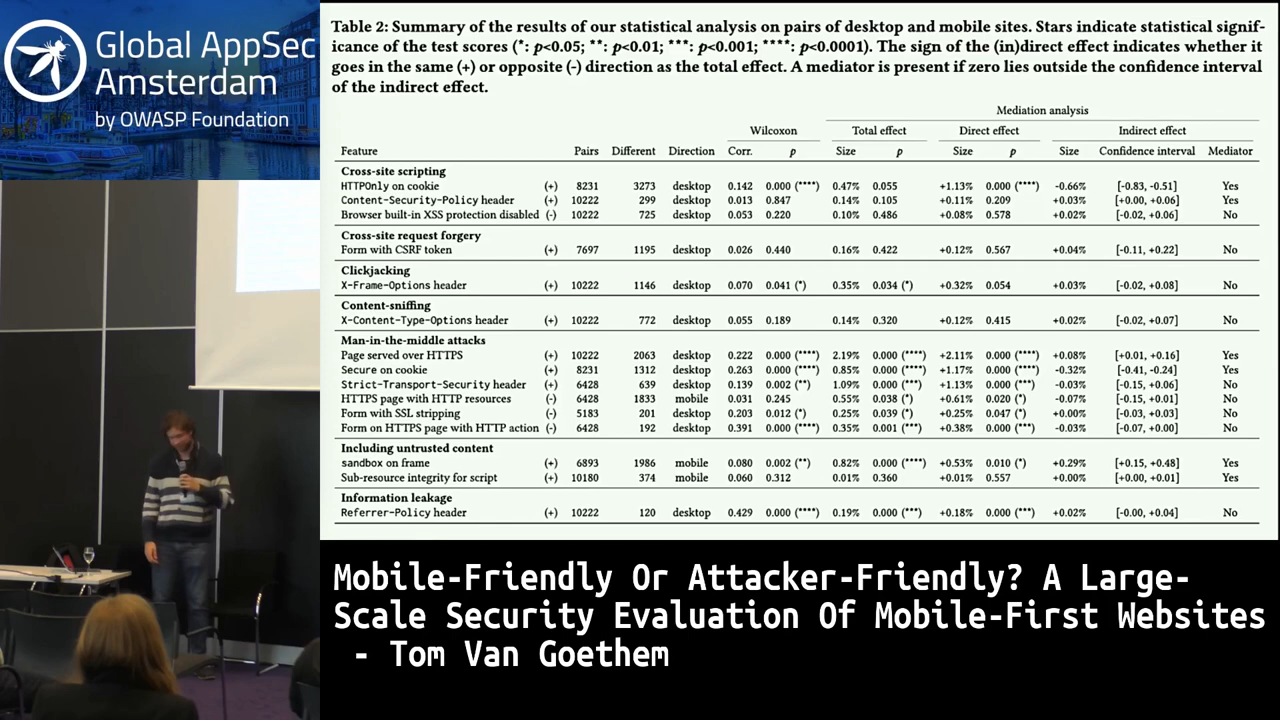 Global AppSec
Amsterdam
by OWASP Foundation
Table 2: Summary of the results of our statistical analysis on pairs of desktop and mobile sites. Stars indicate statistical signif-
icance of the test scores (*: p<0.05; **: p<0.01; ***: p<0.001; ****: p<0.0001). The sign of the (in)direct effect indicates whether it
goes in the same (+) or opposite (-) direction as the total effect. A mediator is present if zero lies outside the confidence interval
of the indirect effect.
Mediation analysis
Wilcoxon Total effect Direct effect Indirect effect
Feature Pairs Different Direction Corr. p Size p Size p Size Confidence interval Mediator
Cross-site scripting
HTTPOnly on cookie (+) 8231 3273 desktop 0.142 0.000 (****) 0.47% 0.055 +1.13% 0.000 (****) -0.66% [-0.83, -0.51] Yes
Content-Security-Policy header (+) 10222 299 desktop 0.013 0.847 0.14% 0.105 +0.11% 0.209 +0.03% [+0.00, +0.06] Yes
Browser built-in XSS protection disabled (-) 10222 725 desktop 0.053 0.220 0.10% 0.486 +0.08% 0.578 +0.02% [-0.02, +0.06] No
Cross-site request forgery
Form with CSRF token (+) 7697 1195 desktop 0.026 0.440 0.16% 0.422 +0.12% 0.567 +0.04% [-0.11, +0.22] No
Clickjacking
X-Frame-Options header (+) 10222 1146 desktop 0.070 0.041 (*) 0.35% 0.034 (*) +0.32% 0.054 +0.03% [-0.02, +0.08] No
Content-sniffing
X-Content-Type-Options header (+) 10222 772 desktop 0.055 0.189 0.14% 0.320 +0.12% 0.415 +0.02% [-0.02, +0.07] No
Man-in-the-middle attacks
Page served over HTTPS (+) 10222 2063 desktop 0.222 0.000 (****) 2.19% 0.000 (****) +2.11% 0.000 (****) +0.08% [+0.01, +0.16] Yes
Secure on cookie (+) 8231 1312 desktop 0.263 0.000 (****) 0.85% 0.000 (****) +1.17% 0.000 (****) -0.32% [-0.41, -0.24] Yes
Strict-Transport-Security header (+) 6428 639 desktop 0.139 0.002 (**) 1.09% 0.000 (***) +1.13% 0.000 (***) -0.03% [-0.15, +0.06] No
HTTPS page with HTTP resources (-) 6428 1833 mobile 0.031 0.245 0.55% 0.038 (*) +0.61% 0.020 (*) -0.07% [-0.15, +0.01] No
Form with SSL stripping (-) 5183 201 desktop 0.203 0.012 (*) 0.25% 0.039 (*) +0.25% 0.047 (*) +0.00% [-0.03, +0.03] No
Form on HTTPS page with HTTP action (-) 6428 192 desktop 0.391 0.000 (****) 0.35% 0.001 (***) +0.38% 0.000 (***) -0.03% [-0.07, +0.00] No
Including untrusted content
sandbox on frame (+) 6893 1986 mobile 0.080 0.002 (**) 0.82% 0.000 (****) +0.53% 0.010 (*) +0.29% [+0.15, +0.48] Yes
Sub-resource integrity for script (+) 10180 374 mobile 0.060 0.312 0.01% 0.360 +0.01% 0.557 +0.00% [+0.00, +0.01] Yes
Information leakage
Referrer-Policy header (+) 10222 120 desktop 0.429 0.000 (****) 0.19% 0.000 (***) +0.18% 0.000 (***) +0.02% [-0.00, +0.04] No
Mobile-Friendly Or Attacker-Friendly? A Large-
Scale Security Evaluation Of Mobile-First Websites
- Tom Van Goethem